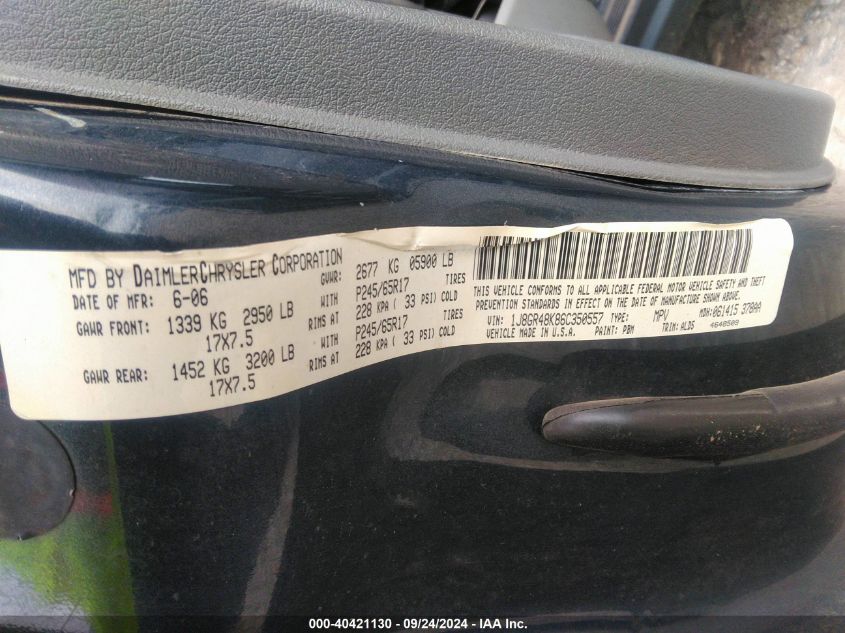 MFD BY DAIMLERCHRYSLER CORPORATION
DATE OF MFR: 6-06 GVWR: 2677 KG 05900 LB
GAWR FRONT: 1339 KG 2950 LB WITH P245/65R17 TIRES
17X7.5 RIMS AT 228 KPA ( 33 PSI) COLD
GAWR REAR: 1452 KG 3200 LB WITH P245/65R17 TIRES
17X7.5 RIMS AT 228 KPA ( 33 PSI) COLD
THIS VEHICLE CONFORMS TO ALL APPLICABLE FEDERAL MOTOR VEHICLE SAFETY AND THEFT
PREVENTION STANDARDS IN EFFECT ON THE DATE OF MANUFACTURE SHOWN ABOVE.
VIN: 1J8GR48K86C350557 TYPE: MPV MDH: 061415 378AA
VEHICLE MADE IN U.S.A. PAINT: PBM TRIM: ALD5 4648509
000-40421130 - 09/24/2024 - IAA Inc.